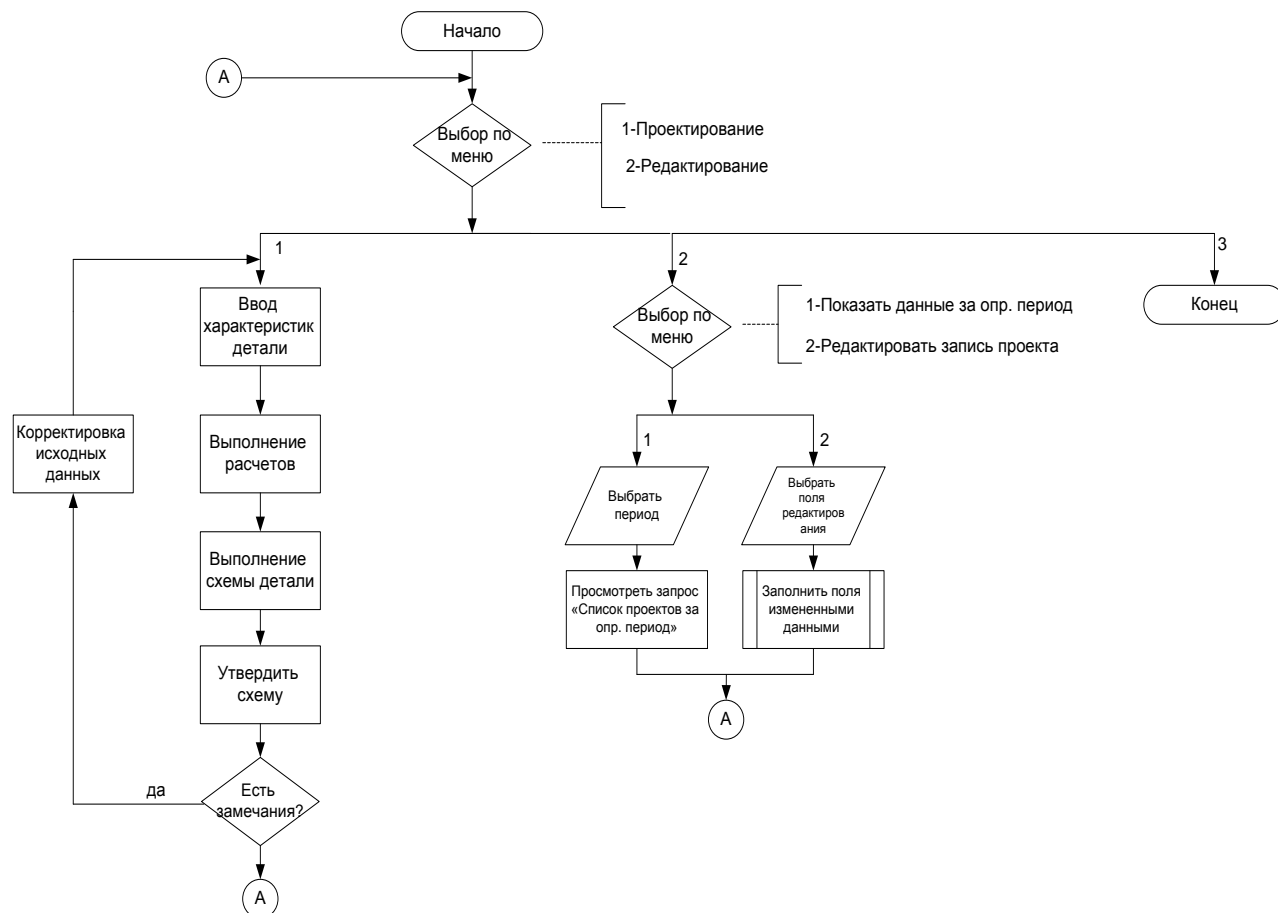 Начало
А
Выбор по
меню
1-Проектирование
2-Редактирование
1
2
3
Ввод
характеристик
детали
Выбор по
меню
1-Показать данные за опр. период
2-Редактировать запись проекта
Конец
Корректировка
исходных
данных
Выполнение
расчетов
1
2
Выбрать
период
Выбрать
поля
редактиров
ания
Выполнение
схемы детали
Просмотреть запрос
«Список проектов за
опр. период»
Заполнить поля
измененными
данными
Утвердить
схему
А
да
Есть
замечания?
А